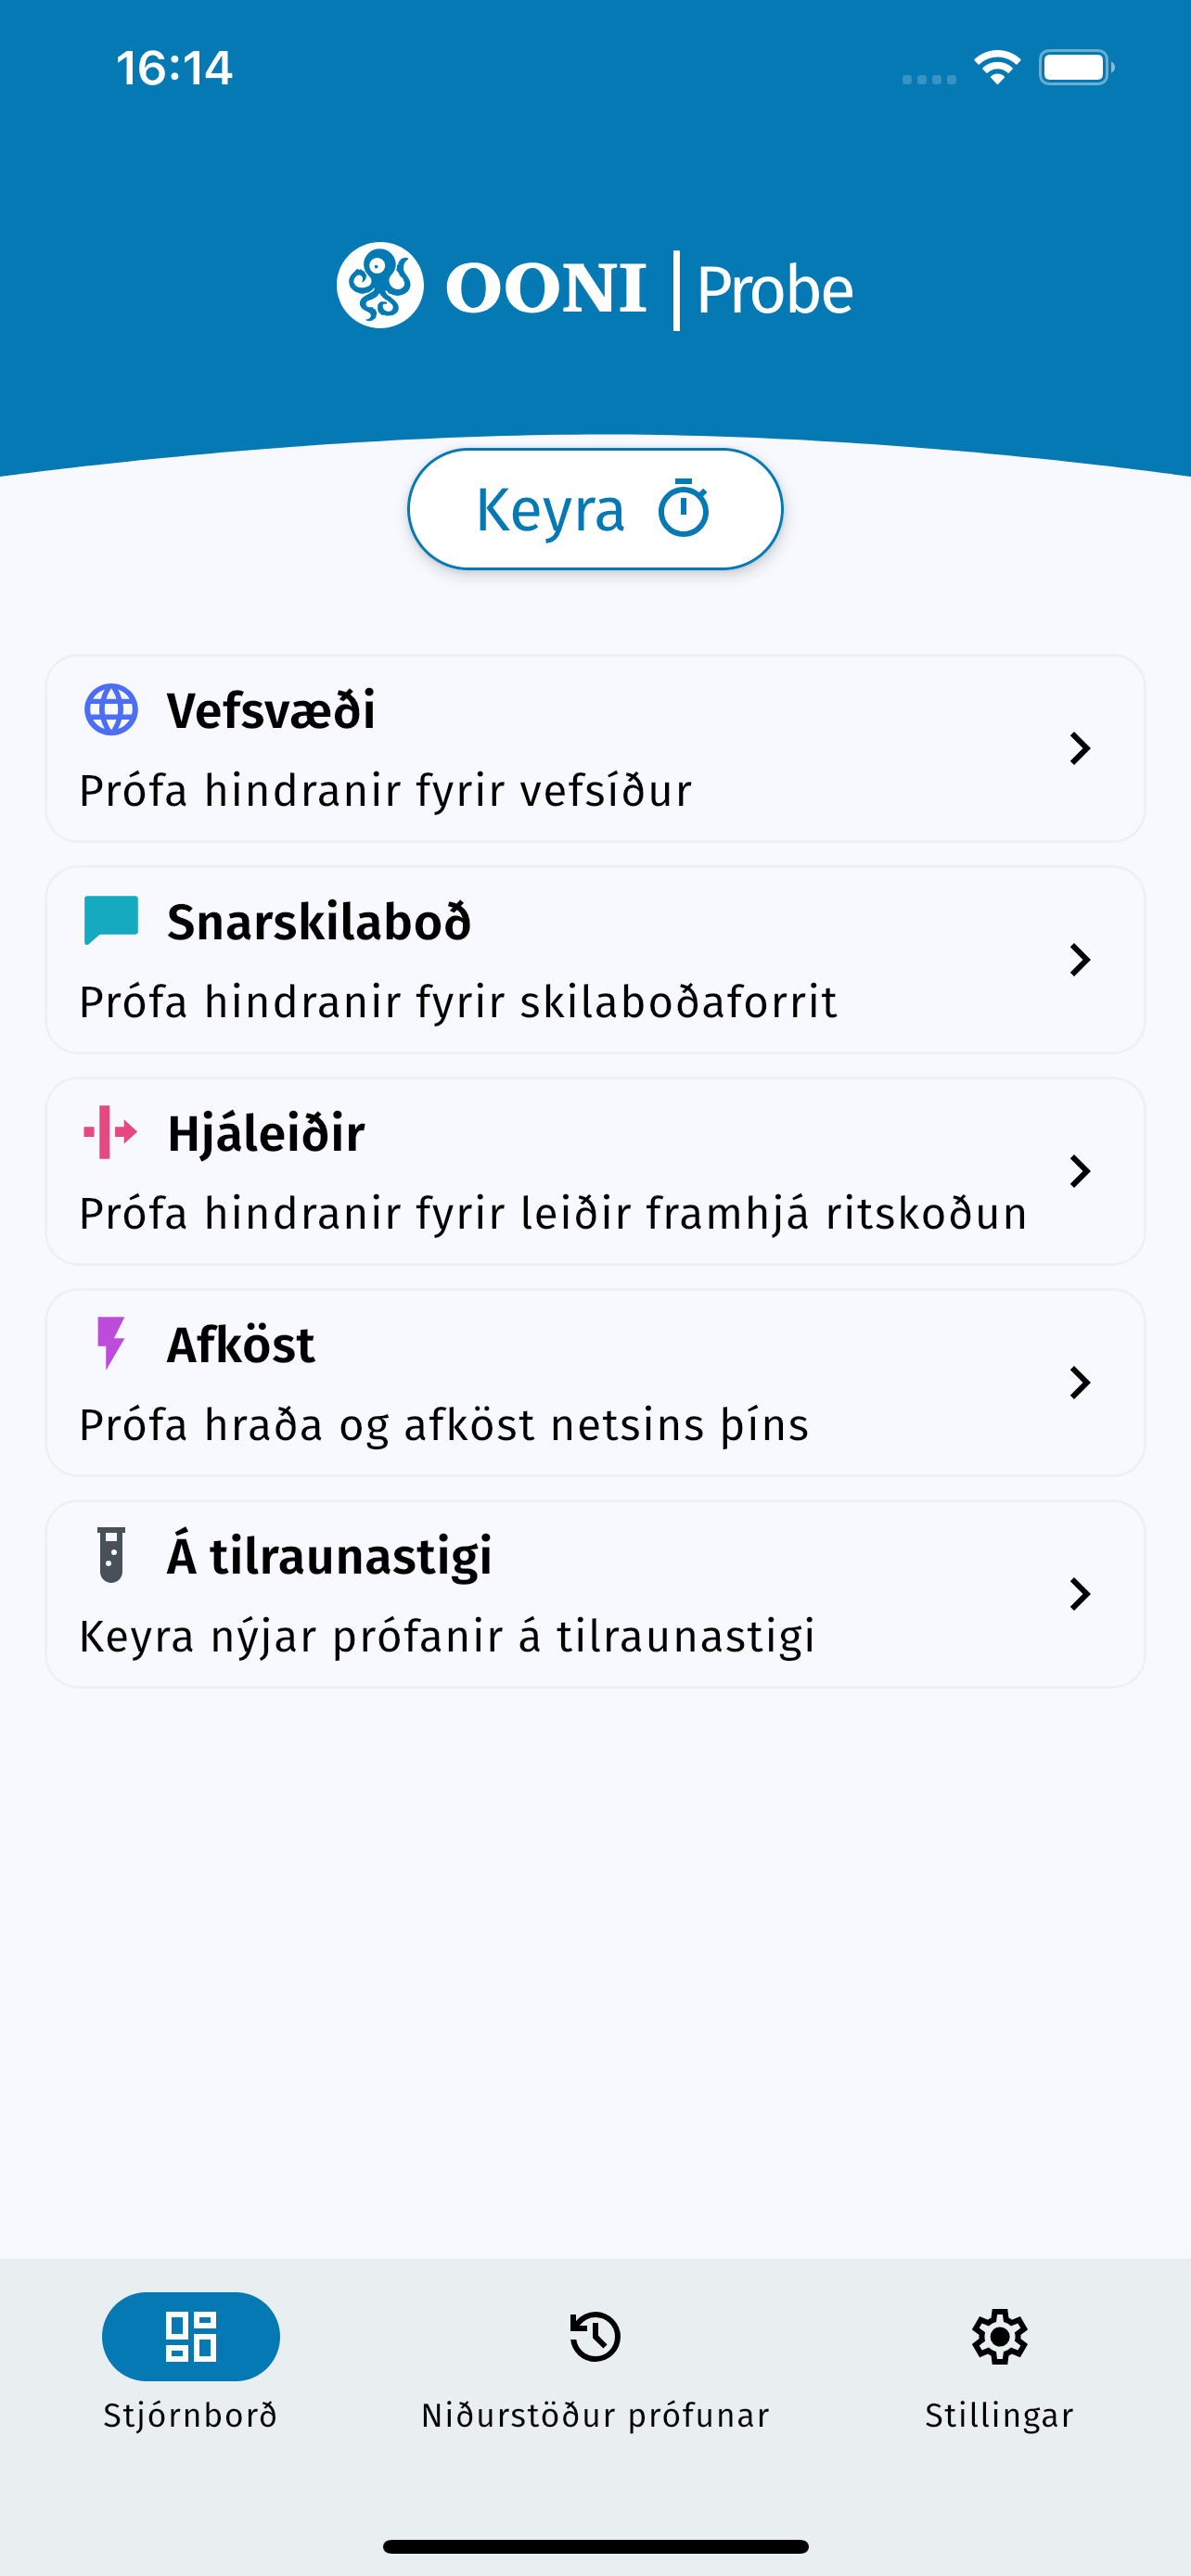 16:14
OONI | Probe
Keyra
Vefsvæði
Prófa hindranir fyrir vefsíður
Snarskilaboð
Prófa hindranir fyrir skilaboðaforrit
Hjáleiðir
Prófa hindranir fyrir leiðir framhjá ritskoðun
Afköst
Prófa hraða og afköst netsins þíns
Á tilraunastigi
Keyra nýjar prófanir á tilraunastigi
Stjórnborð
Niðurstöður prófunar
Stillingar